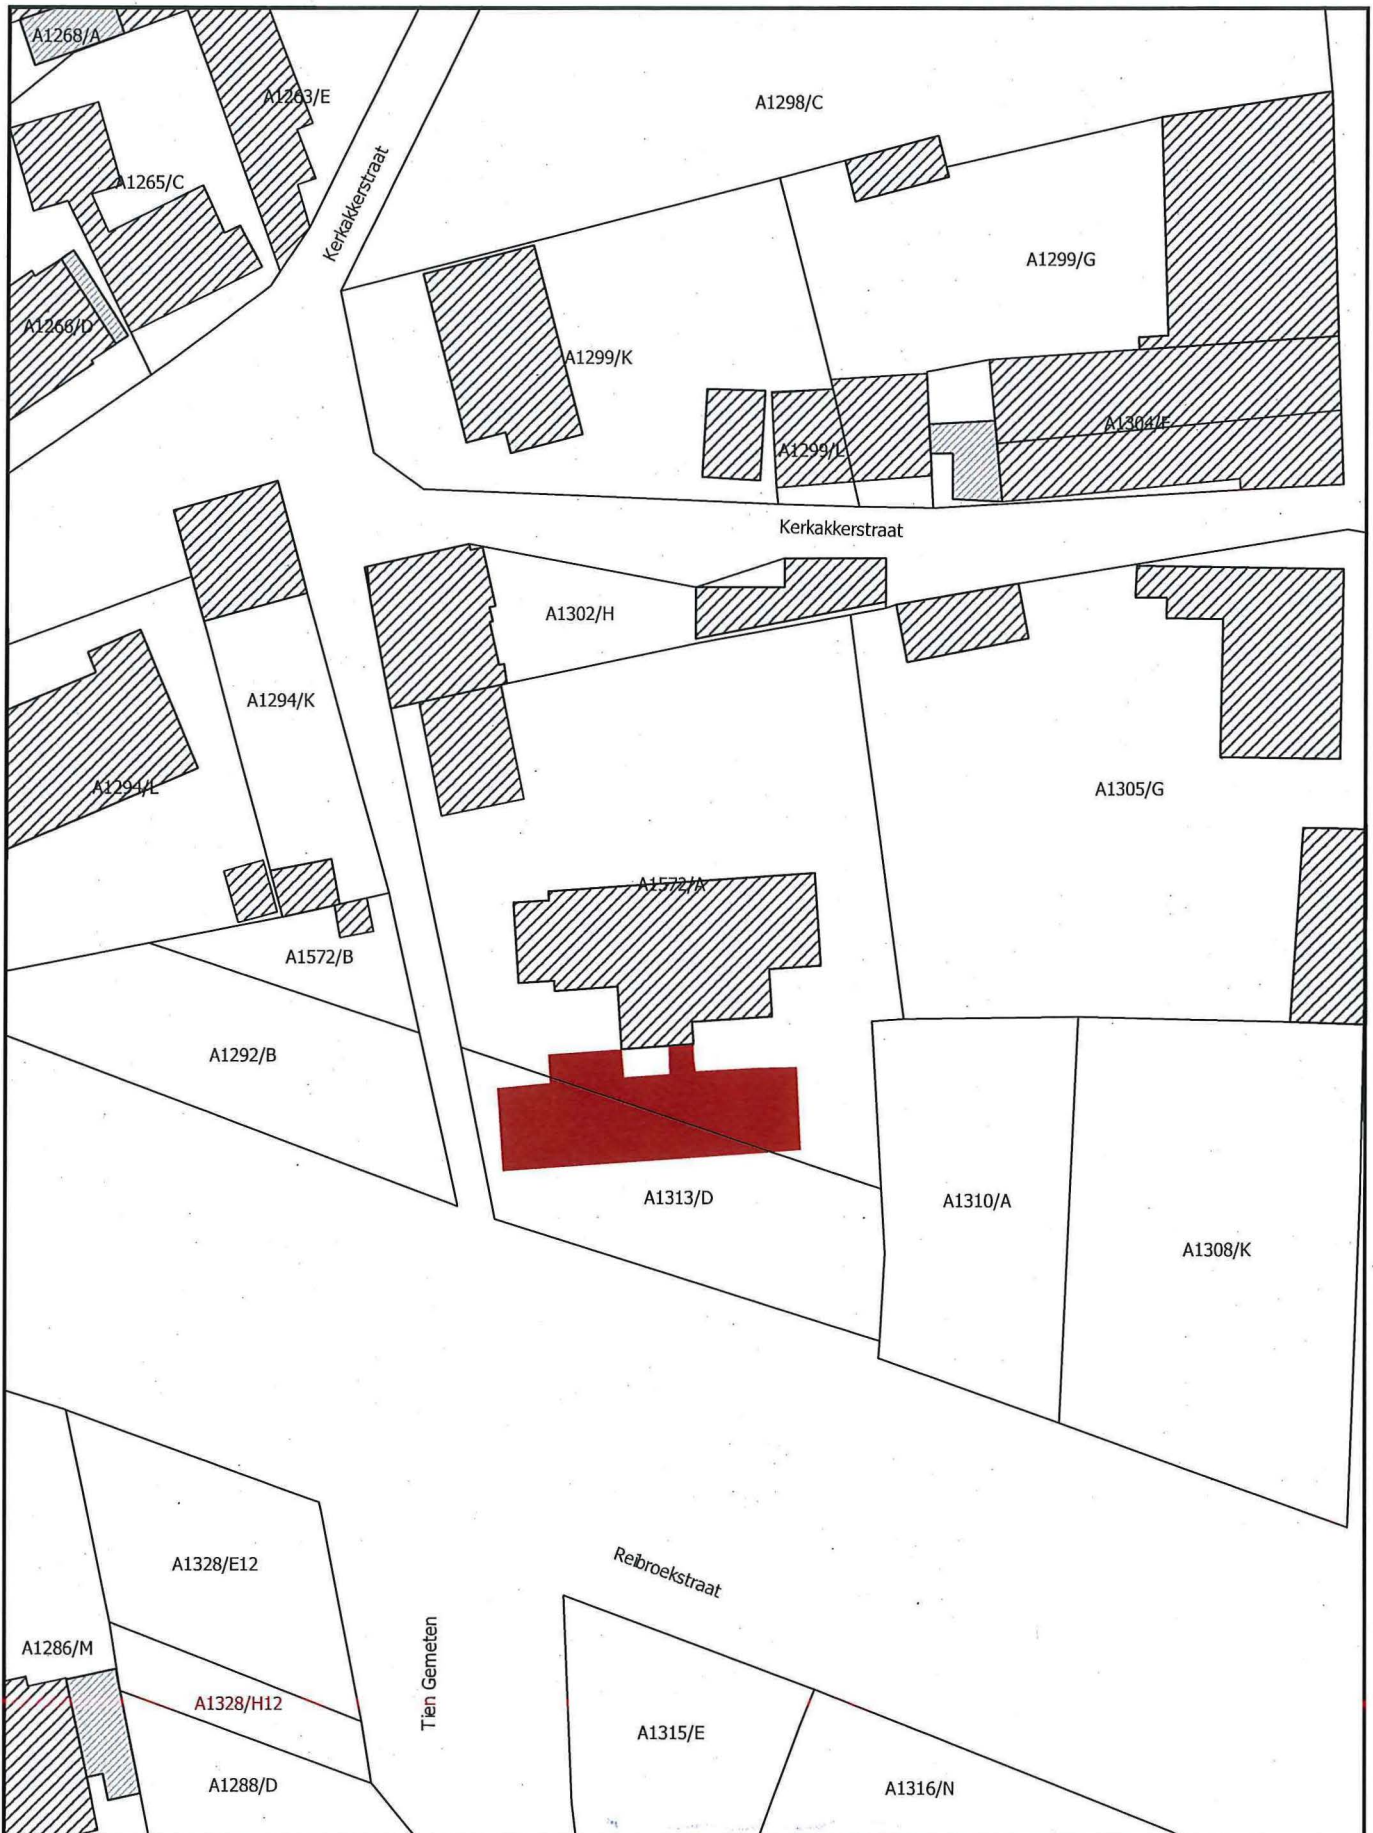 A1268/A
A1263/E
A1298/C
A1265/C
Kerkakkerstraat
A1299/G
A1266/D
A1299/K
A1304/F
A1299/L
Kerkakkerstraat
A1302/H
A1294/K
A1294/L
A1305/G
A1572/A
A1572/B
A1292/B
A1313/D
A1310/A
A1308/K
Reibroekstraat
A1328/E12
Tien Gemeten
A1286/M
A1328/H12
A1315/E
A1288/D
A1316/N